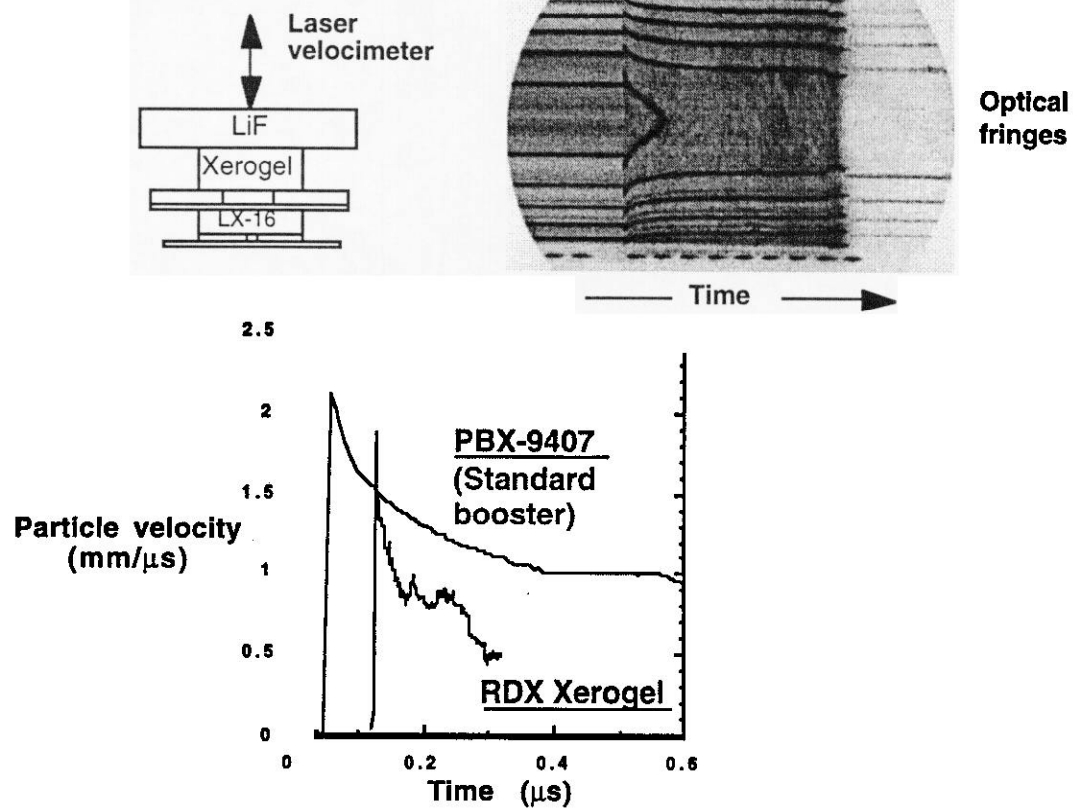 Laser
velocimeter
LiF
Xerogel
LX-16
Optical
fringes
Time
2.5
2
1.5
1
0.5
0
Particle velocity
(mm/μs)
PBX-9407
(Standard
booster)
RDX Xerogel
0
0.2
0.4
0.6
Time (μs)